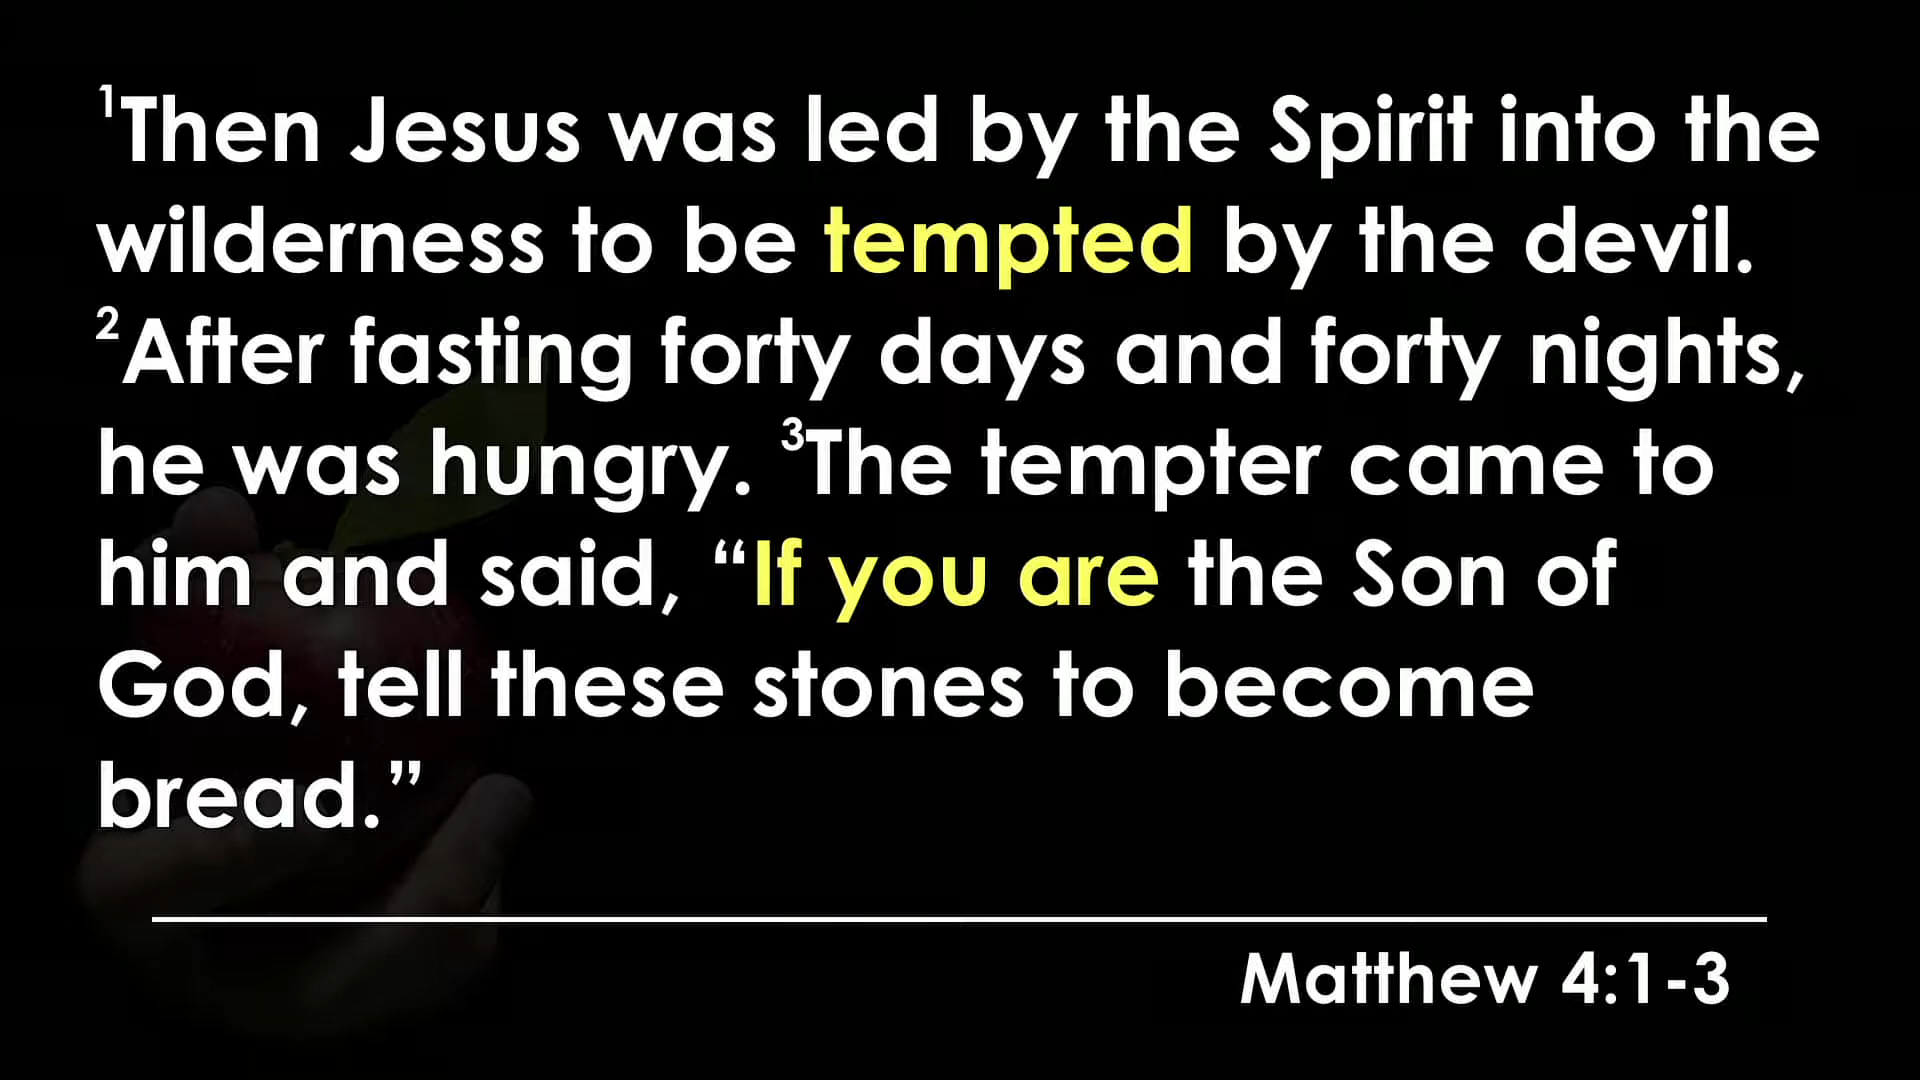 ¹Then Jesus was led by the Spirit into the
wilderness to be tempted by the devil.
²After fasting forty days and forty nights,
he was hungry. ³The tempter came to
him and said, “If you are the Son of
God, tell these stones to become
bread.”
Matthew 4:1-3